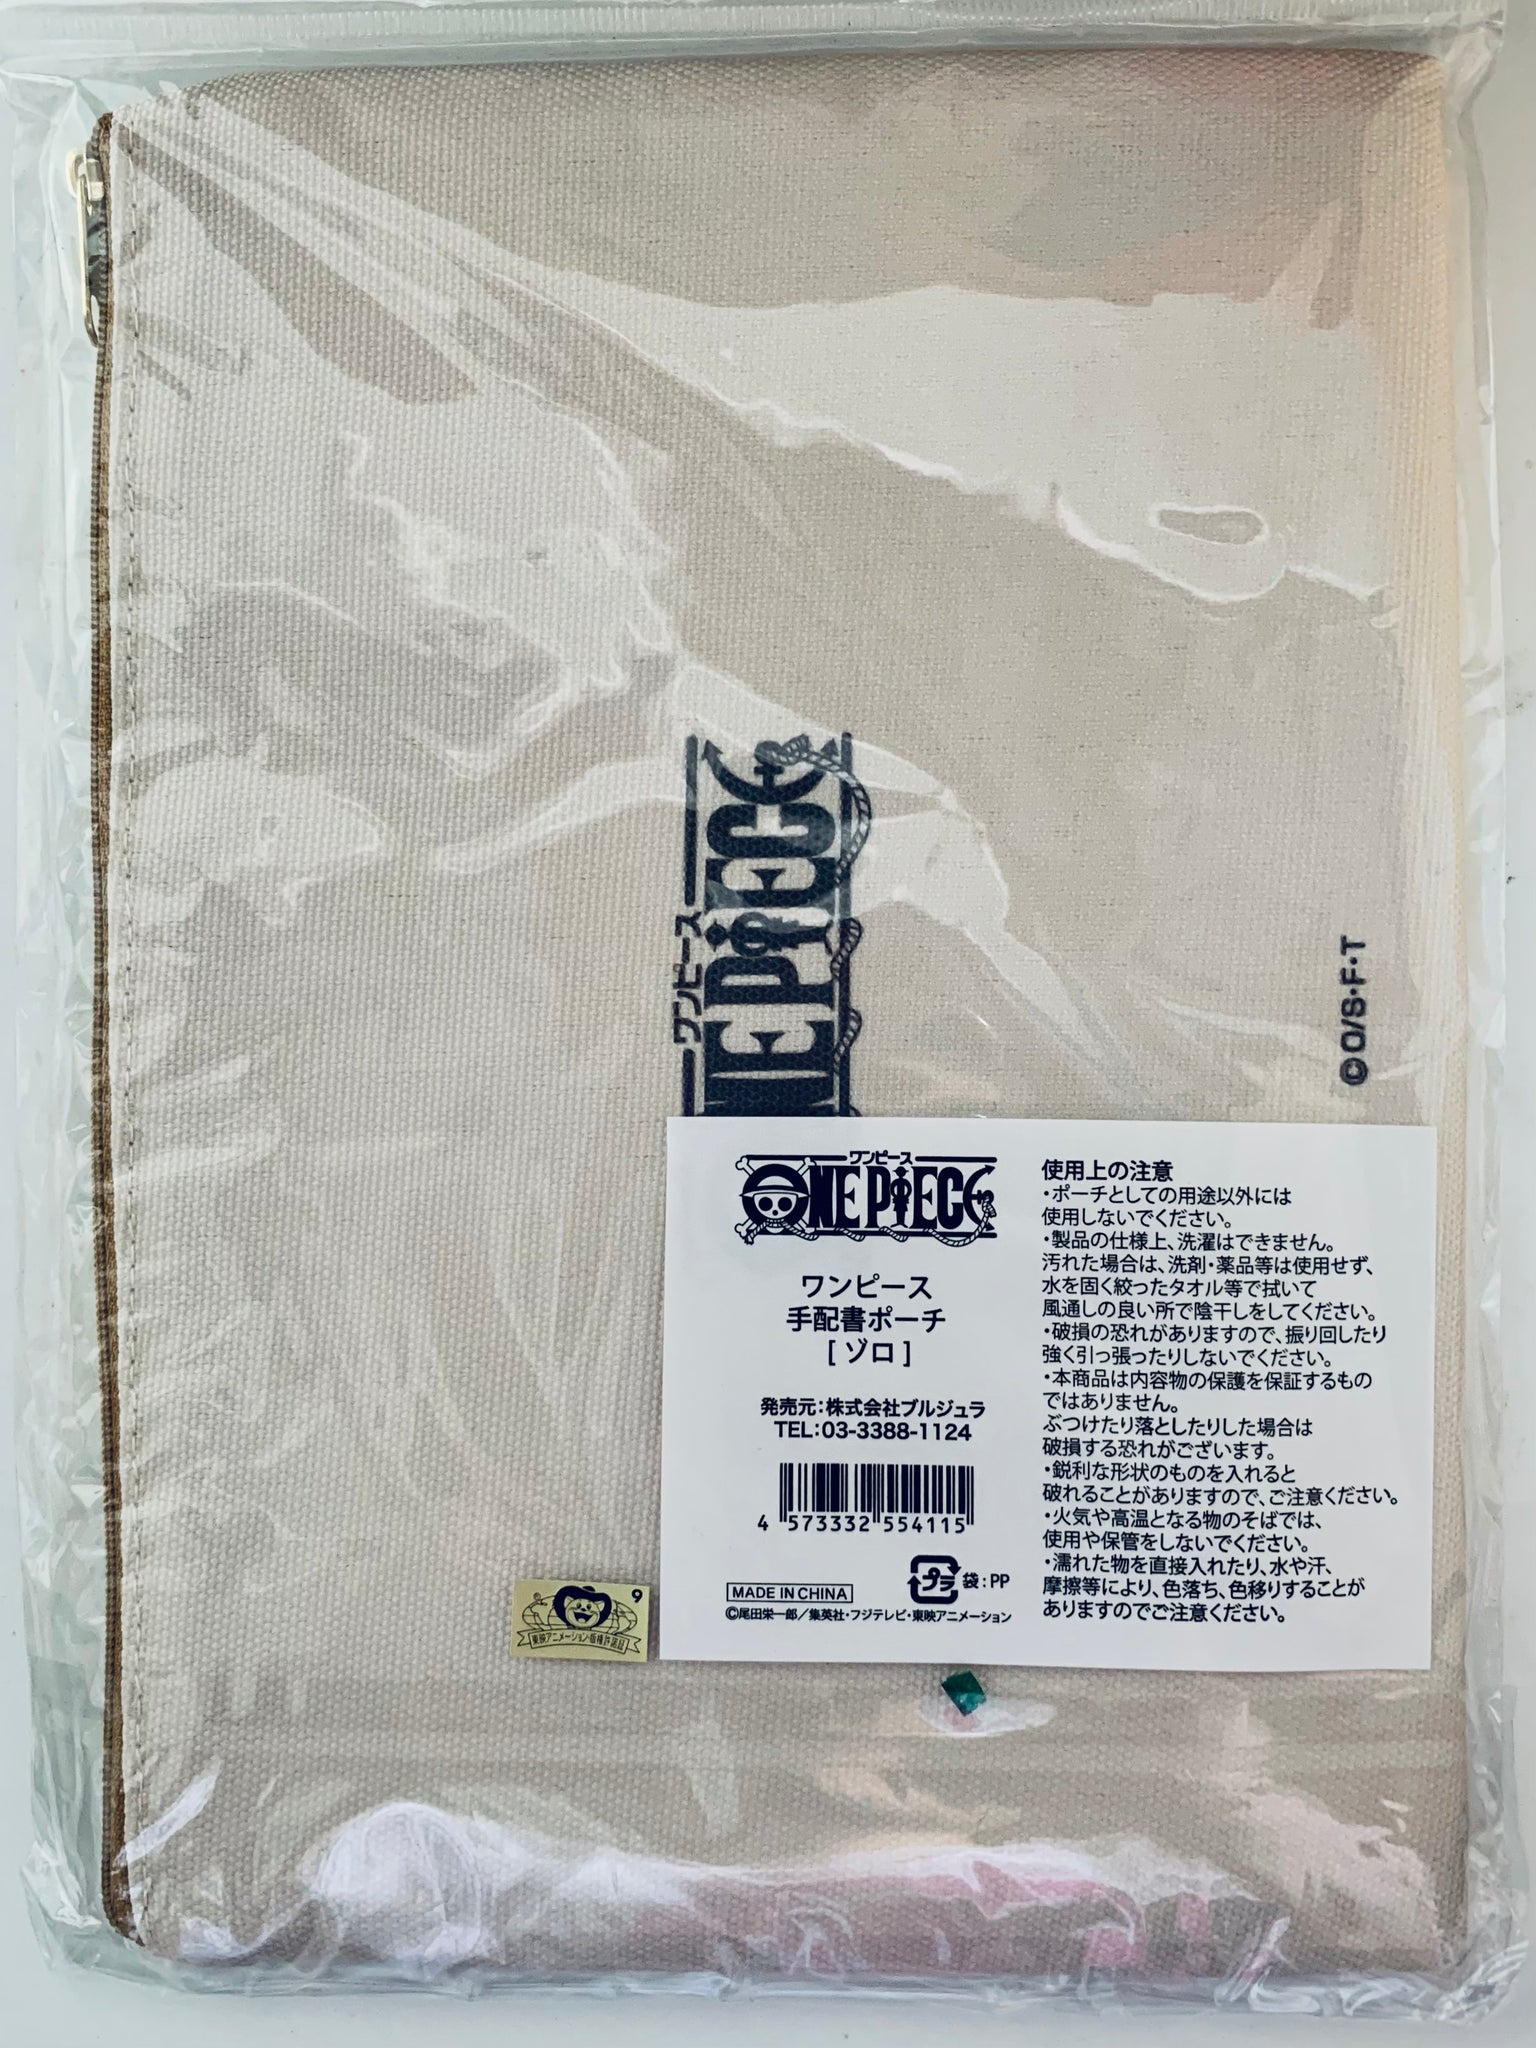 ワンピース
NE PIECE
©O/S・F・T
ワンピース
ONE PIECE
ワンピース
手配書ポーチ
[ ゾロ ]
発売元：株式会社ブルジュラ
TEL：03-3388-1124
4 573332 554115
プラ 袋：PP
MADE IN CHINA
©尾田栄一郎／集英社・フジテレビ・東映アニメーション
使用上の注意
・ポーチとしての用途以外には
使用しないでください。
・製品の仕様上、洗濯はできません。
汚れた場合は、洗剤・薬品等は使用せず、
水を固く絞ったタオル等で拭いて
風通しの良い所で陰干しをしてください。
・破損の恐れがありますので、振り回したり
強く引っ張ったりしないでください。
・本商品は内容物の保護を保証するもの
ではありません。
ぶつけたり落としたりした場合は
破損する恐れがございます。
・鋭利な形状のものを入れると
破れることがありますので、ご注意ください。
・火気や高温となる物のそばでは、
使用や保管をしないでください。
・濡れた物を直接入れたり、水や汗、
摩擦等により、色落ち、色移りすることが
ありますのでご注意ください。
9
東映アニメーション・版権許諾証